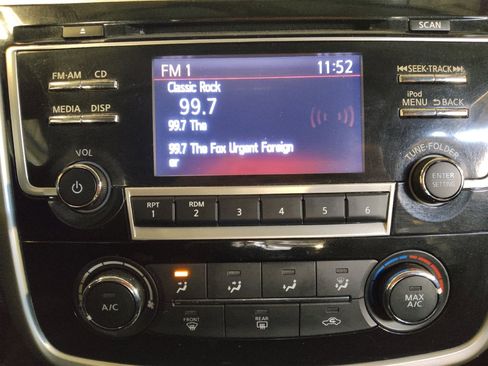 SCAN
FM·AM CD
FM 1 11:52
SEEK·TRACK
Classic Rock
99.7
iPod
MEDIA DISP
MENU BACK
99.7 The
99.7 The Fox Urgent Foreign
er
VOL
TUNE·FOLDER
ENTER
SETTING
RPT
1
RDM
2
3 4 5 6
A/C
MAX
A/C
FRONT
REAR